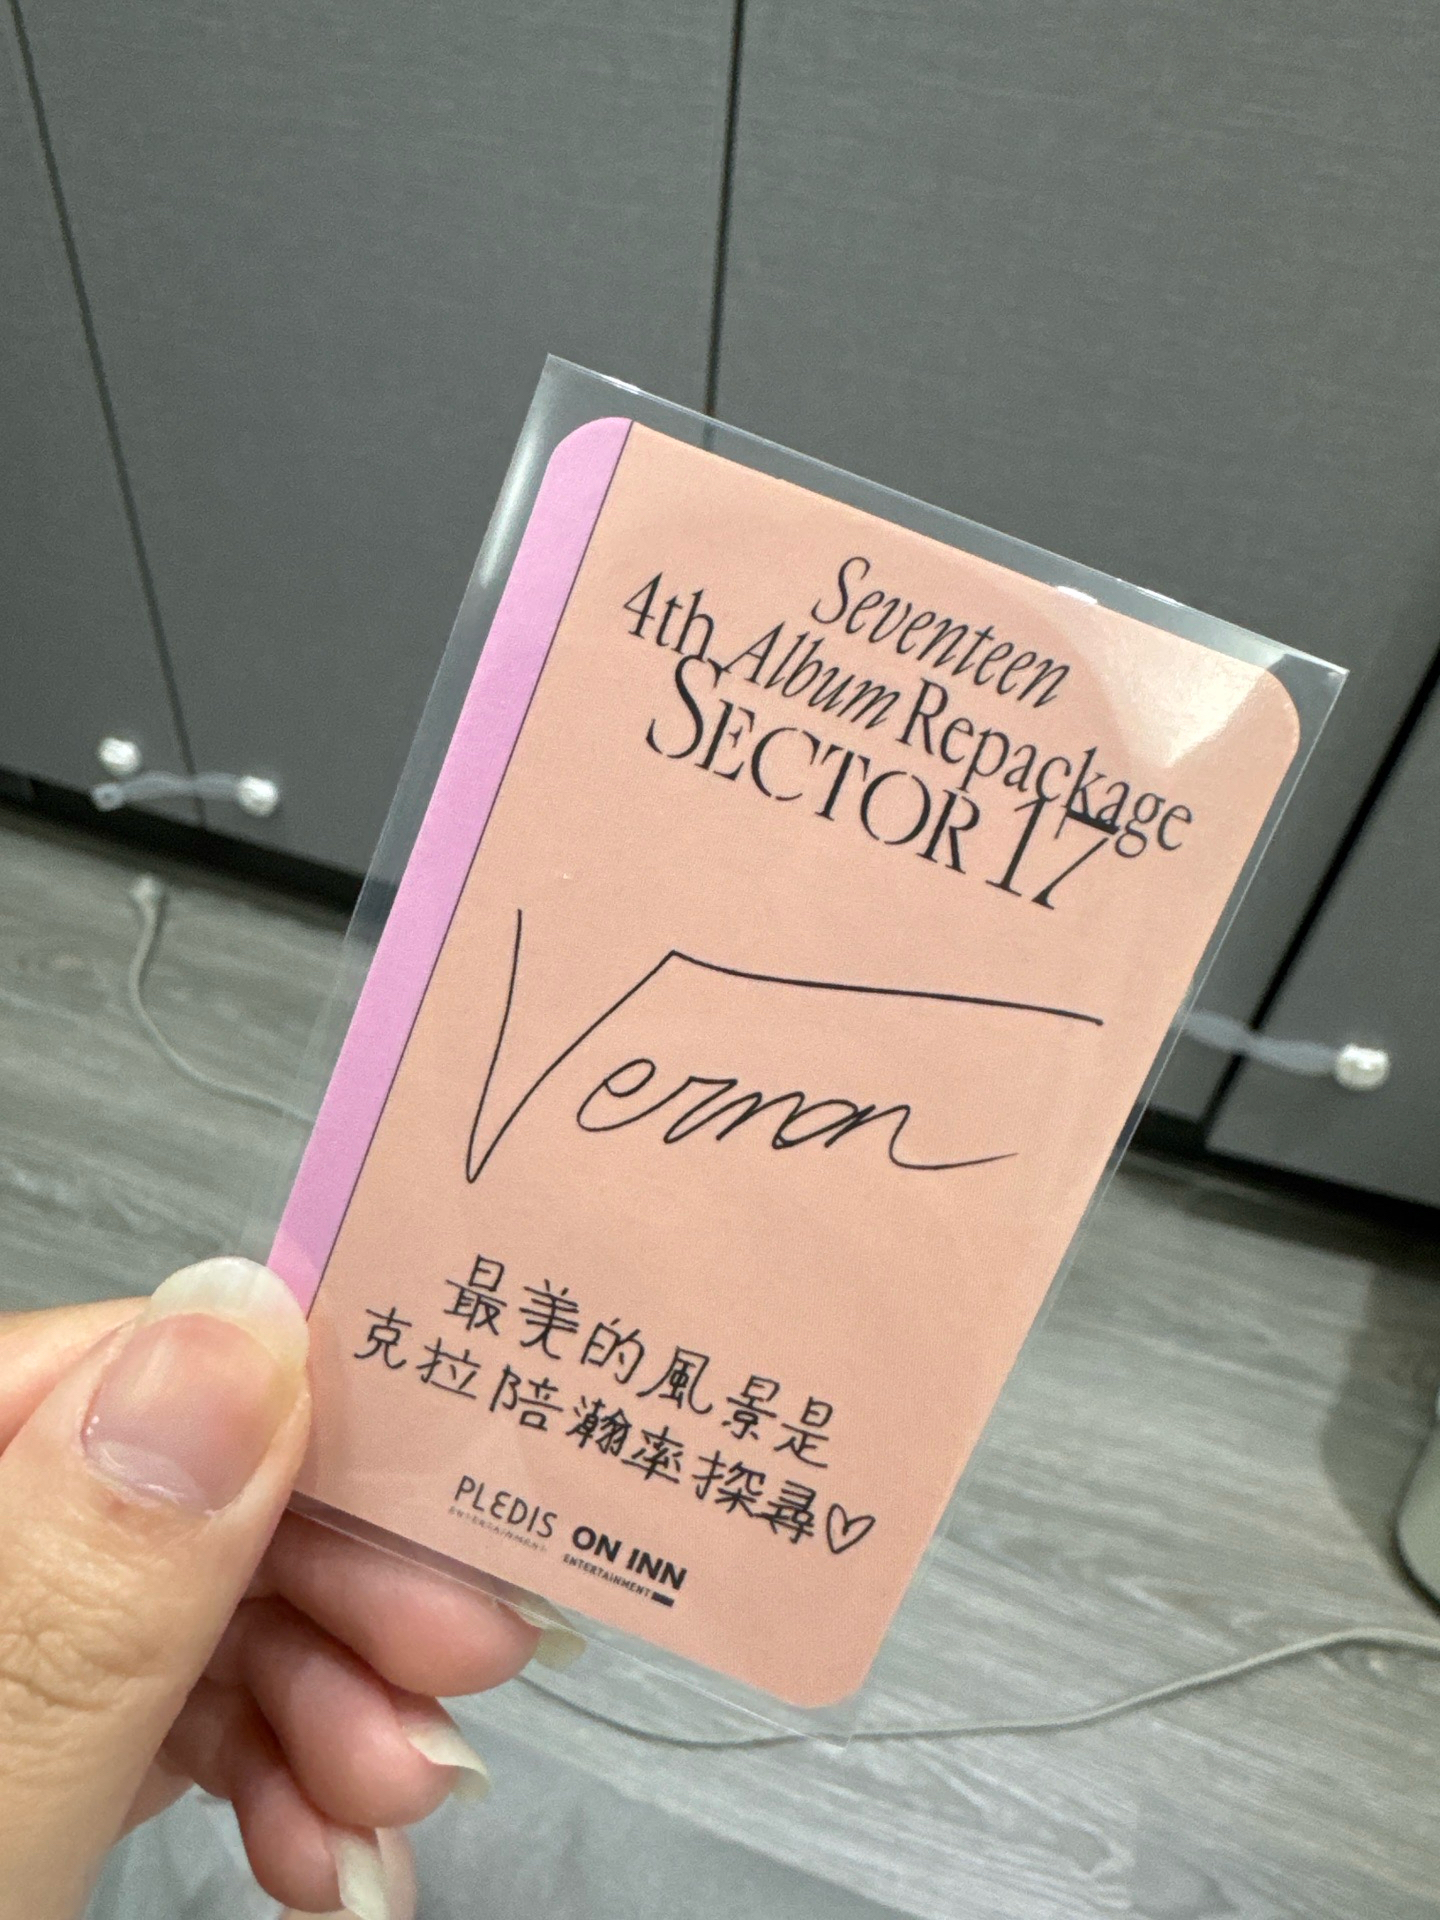 Seventeen
4th Album Repackage
SECTOR 17
Vernon
最美的風景是
克拉陪瀚率探尋♡
PLEDIS
ENTERTAINMENT
ON INN
ENTERTAINMENT